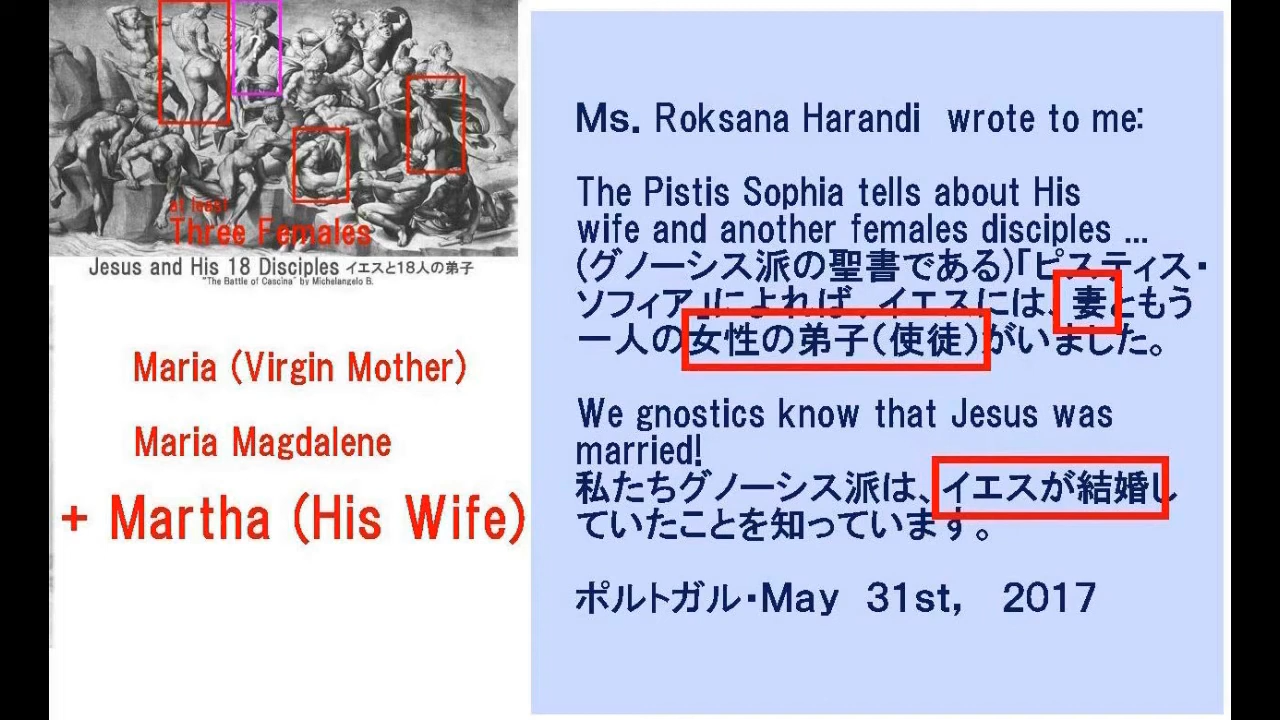 at least
Three Females
Jesus and His 18 Disciples イエスと18人の弟子
"The Battle of Cascina" by Michelangelo B.
Maria (Virgin Mother)
Maria Magdalene
+ Martha (His Wife)
Ms. Roksana Harandi wrote to me:
The Pistis Sophia tells about His
wife and another females disciples ...
(グノーシス派の聖書である)「ピスティス・
ソフィア』によれば、イエスには、妻ともう
一人の女性の弟子(使徒)がいました。
We gnostics know that Jesus was
married!
私たちグノーシス派は、イエスが結婚し
ていたことを知っています。
ポルトガル・May 31st, 2017